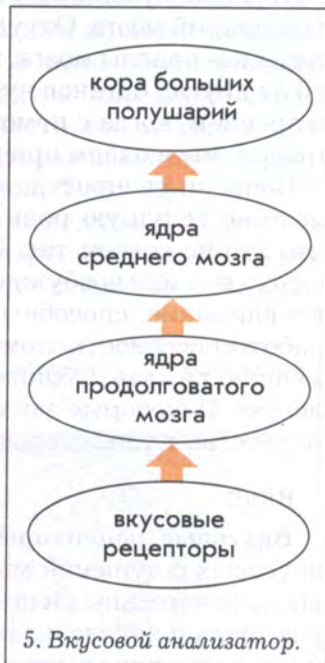 кора больших
полушарий
ядра
среднего мозга
ядра
продолговатого
мозга
вкусовые
рецепторы
5. Вкусовой анализатор.